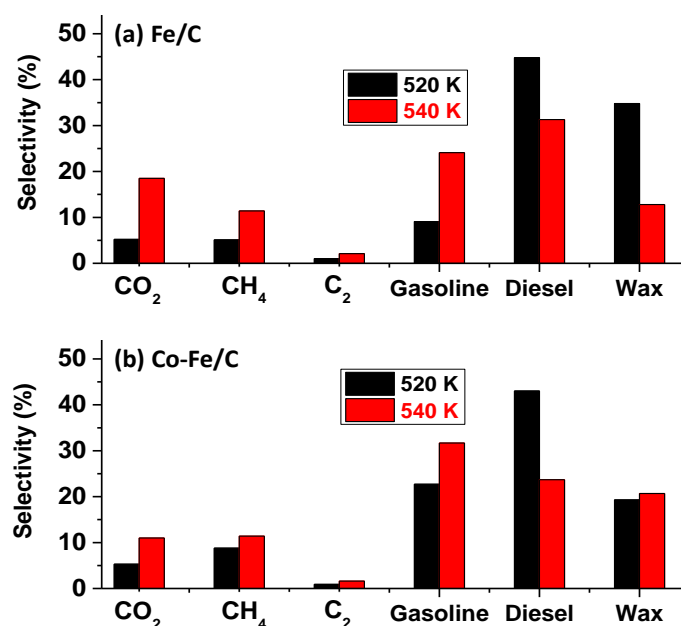 (a) Fe/C
Selectivity (%)
50
40
30
20
10
0
520 K
540 K
CO₂ CH₄ C₂ Gasoline Diesel Wax
(b) Co-Fe/C
Selectivity (%)
50
40
30
20
10
0
520 K
540 K
CO₂ CH₄ C₂ Gasoline Diesel Wax